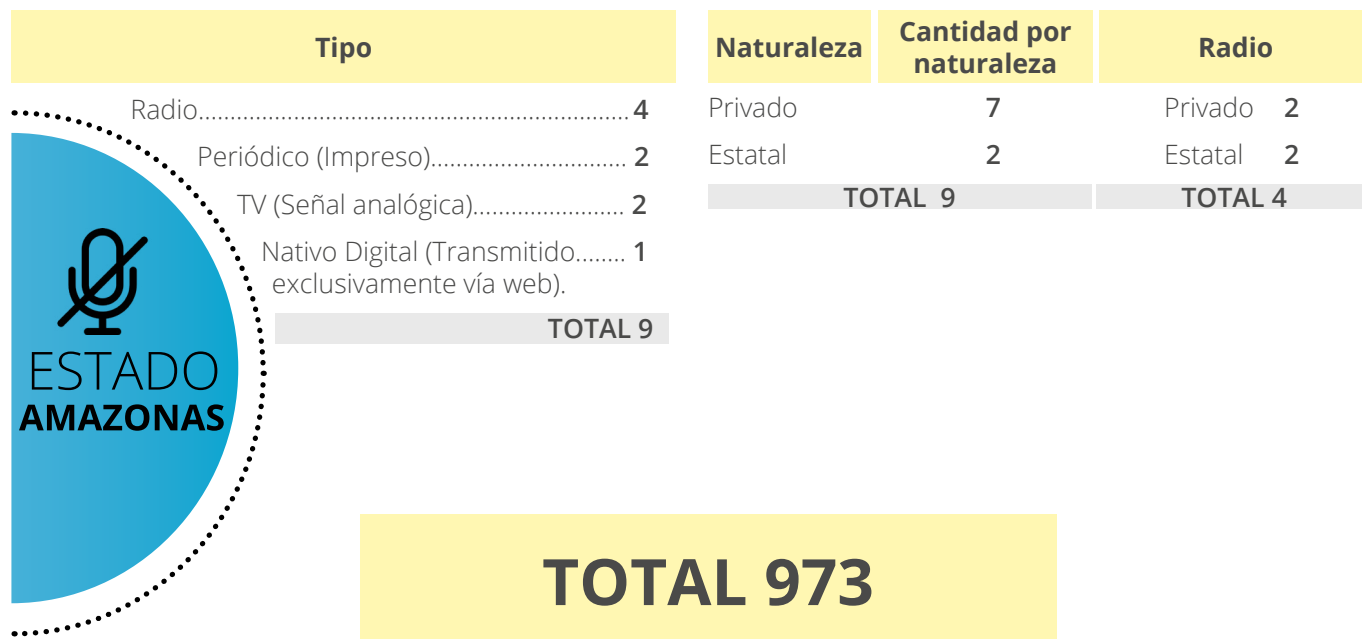 Tipo
Radio...................................................................4
Periódico (Impreso)............................... 2
TV (Señal analógica)........................ 2
Nativo Digital (Transmitido........ 1
exclusivamente vía web).
TOTAL 9
Naturaleza Cantidad por naturaleza Radio
Privado 7 Privado 2
Estatal 2 Estatal 2
TOTAL 9 TOTAL 4
ESTADO
AMAZONAS
TOTAL 973